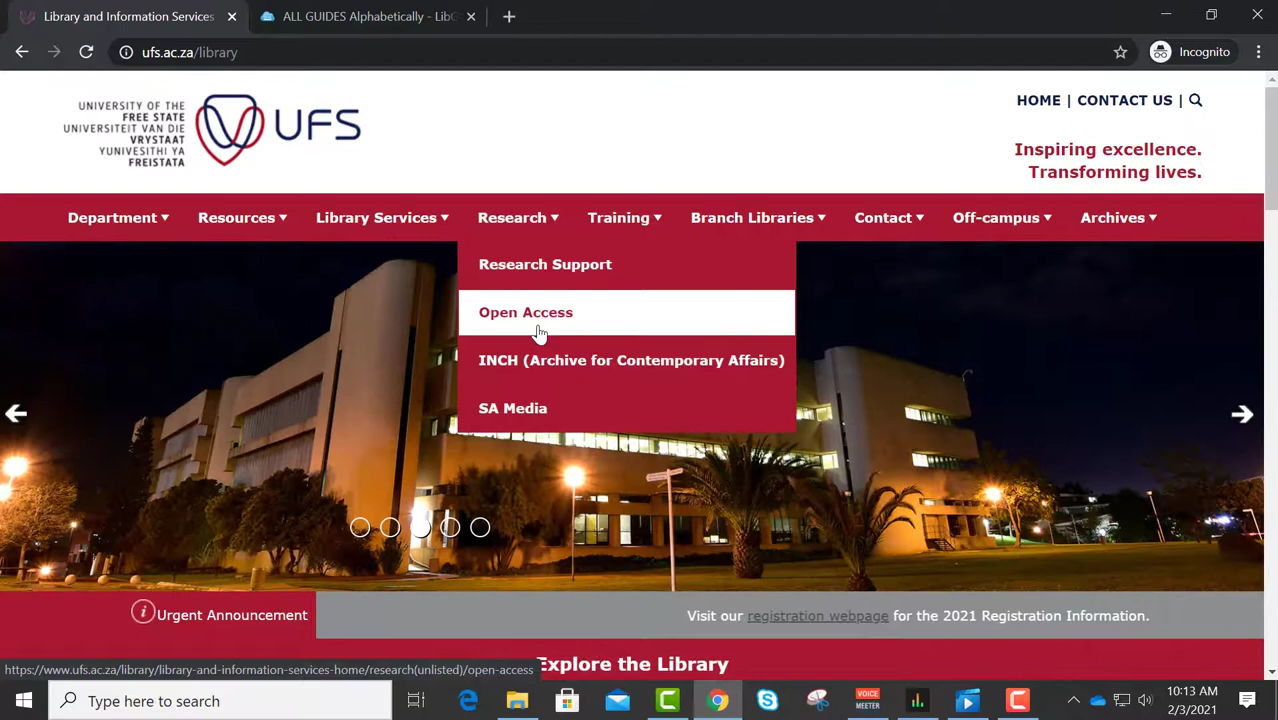 Library and Information Services
ALL GUIDES Alphabetically - LibG
ufs.ac.za/library
Incognito
UNIVERSITY OF THE
FREE STATE
UNIVERSITEIT VAN DIE
VRYSTAAT
YUNIVESITHI YA
FREISTATA
UFS
HOME | CONTACT US |
Inspiring excellence.
Transforming lives.
Department Resources Library Services Research Training Branch Libraries Contact Off-campus Archives
Research Support
Open Access
INCH (Archive for Contemporary Affairs)
SA Media
i Urgent Announcement
Visit our registration webpage for the 2021 Registration Information.
Explore the Library
https://www.ufs.ac.za/library/library-and-information-services-home/research(unlisted)/open-access
Type here to search
VOICE
MEETER
10:13 AM
2/3/2021